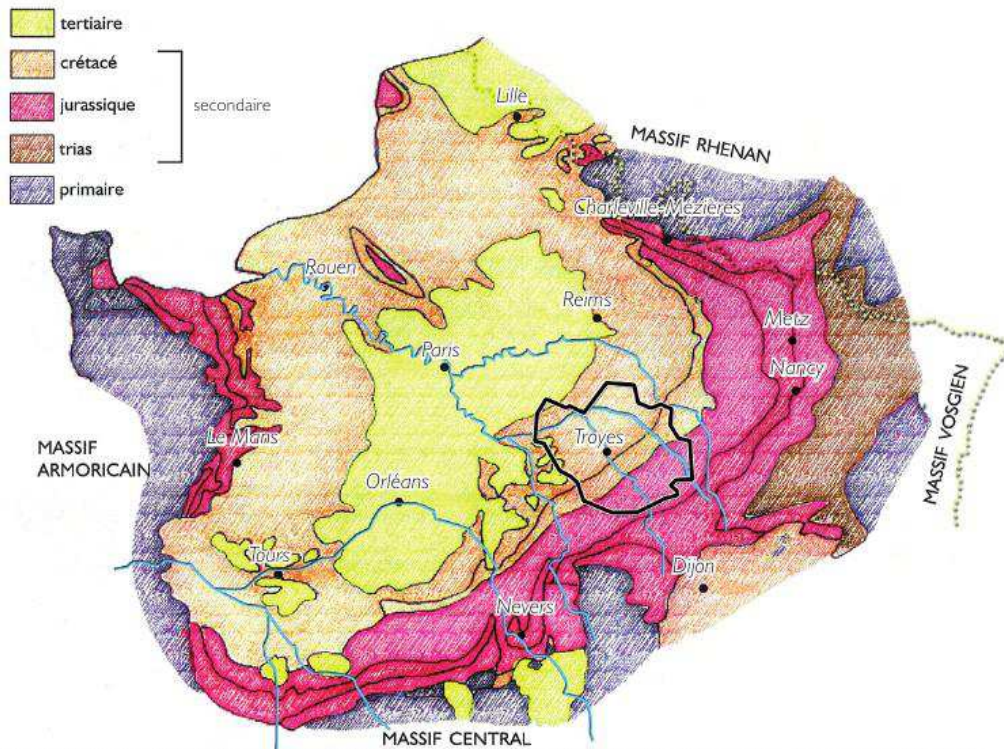 tertiaire
crétacé
jurassique
secondaire
trias
primaire
Lille
MASSIF RHENAN
Charleville-Mézières
Rouen
Reims
Metz
Paris
Nancy
Troyes
Le Mans
MASSIF
ARMORICAIN
MASSIF VOSGIEN
Orléans
Tours
Dijon
Nevers
MASSIF CENTRAL